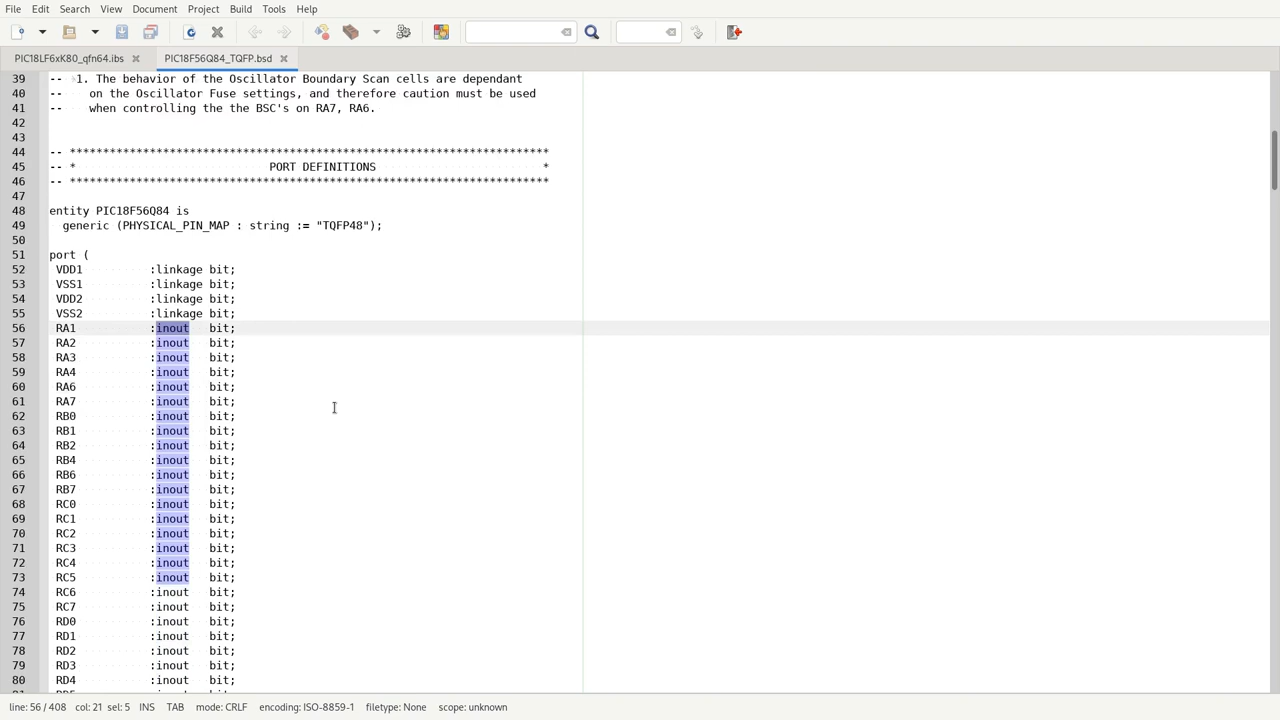 File Edit Search View Document Project Build Tools Help
PIC18LF6xK80_qfn64.ibs PIC18F56Q84_TQFP.bsd
39 -- 1. The behavior of the Oscillator Boundary Scan cells are dependant
40 -- on the Oscillator Fuse settings, and therefore caution must be used
41 -- when controlling the the BSC's on RA7, RA6.
42
43
44 -- ************************************************************************
45 -- * PORT DEFINITIONS *
46 -- ************************************************************************
47
48 entity PIC18F56Q84 is
49 generic (PHYSICAL_PIN_MAP : string := "TQFP48");
50
51 port (
52 VDD1 :linkage bit;
53 VSS1 :linkage bit;
54 VDD2 :linkage bit;
55 VSS2 :linkage bit;
56 RA1 :inout bit;
57 RA2 :inout bit;
58 RA3 :inout bit;
59 RA4 :inout bit;
60 RA6 :inout bit;
61 RA7 :inout bit;
62 RB0 :inout bit;
63 RB1 :inout bit;
64 RB2 :inout bit;
65 RB4 :inout bit;
66 RB6 :inout bit;
67 RB7 :inout bit;
68 RC0 :inout bit;
69 RC1 :inout bit;
70 RC2 :inout bit;
71 RC3 :inout bit;
72 RC4 :inout bit;
73 RC5 :inout bit;
74 RC6 :inout bit;
75 RC7 :inout bit;
76 RD0 :inout bit;
77 RD1 :inout bit;
78 RD2 :inout bit;
79 RD3 :inout bit;
80 RD4 :inout bit;
line: 56 / 408 col: 21 sel: 5 INS TAB mode: CRLF encoding: ISO-8859-1 filetype: None scope: unknown